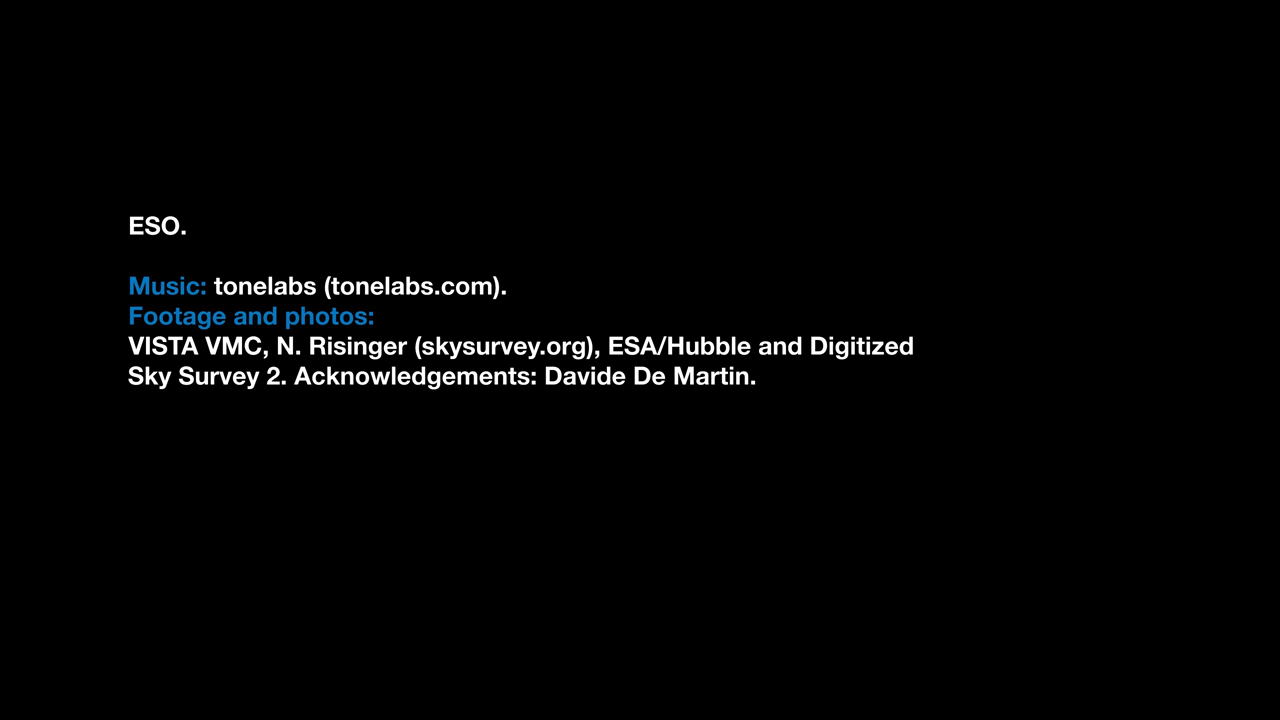 ESO.
Music: tonelabs (tonelabs.com).
Footage and photos:
VISTA VMC, N. Risinger (skysurvey.org), ESA/Hubble and Digitized
Sky Survey 2. Acknowledgements: Davide De Martin.